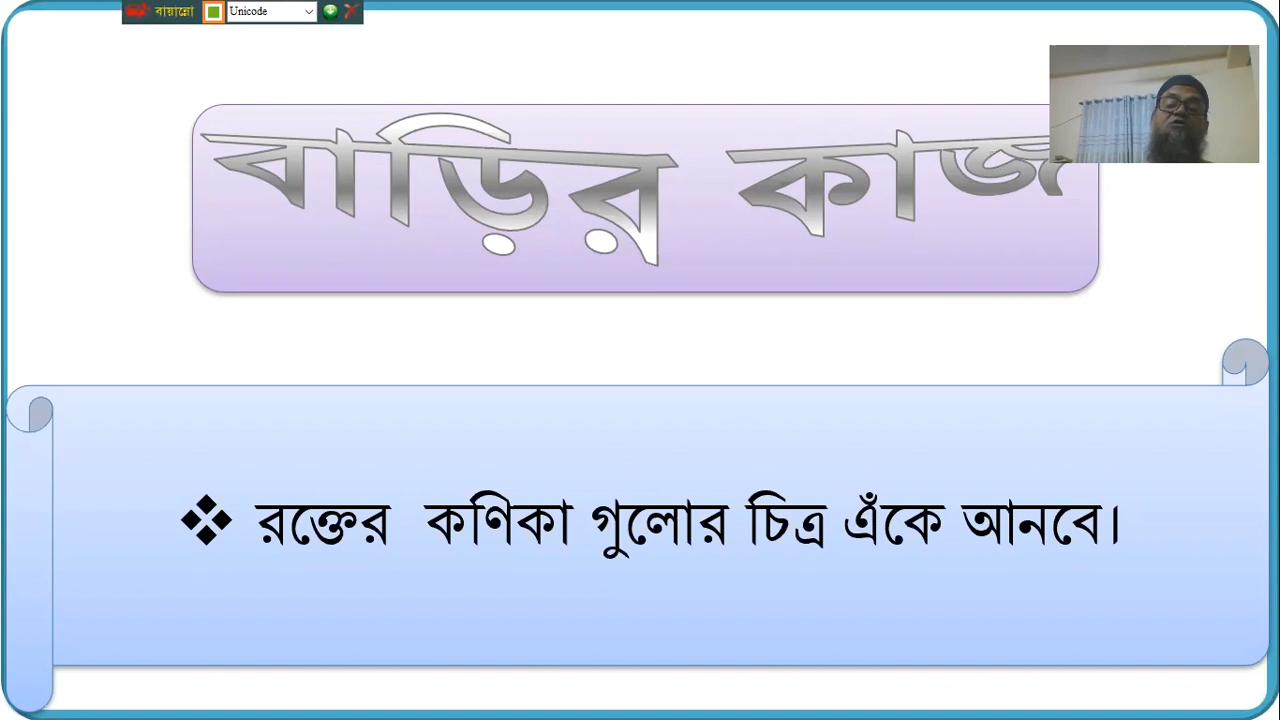 বায়ান্নো Unicode
বাড়ির কাজ
❖ রক্তের কণিকা গুলোর চিত্র এঁকে আনবে।